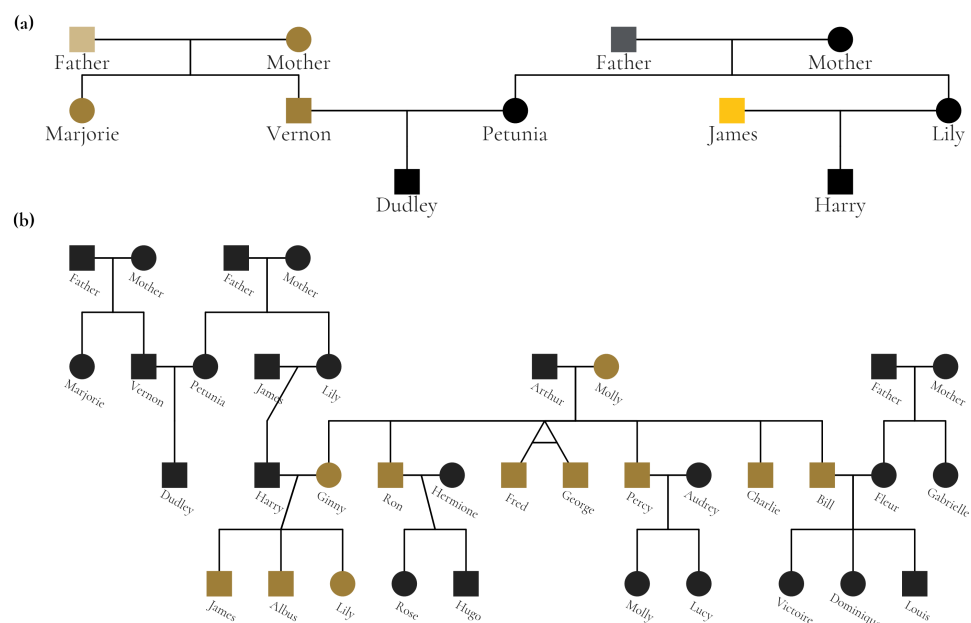 (a)
Father Mother Father Mother
Marjorie Vernon Petunia James Lily
Dudley Harry
(b)
Father Mother Father Mother
Marjorie Vernon Petunia James Lily Arthur Molly Father Mother
Dudley Harry Ginny Ron Hermione Fred George Percy Audrey Charlie Bill Fleur Gabrielle
James Albus Lily Rose Hugo Molly Lucy Victoire Dominique Louis